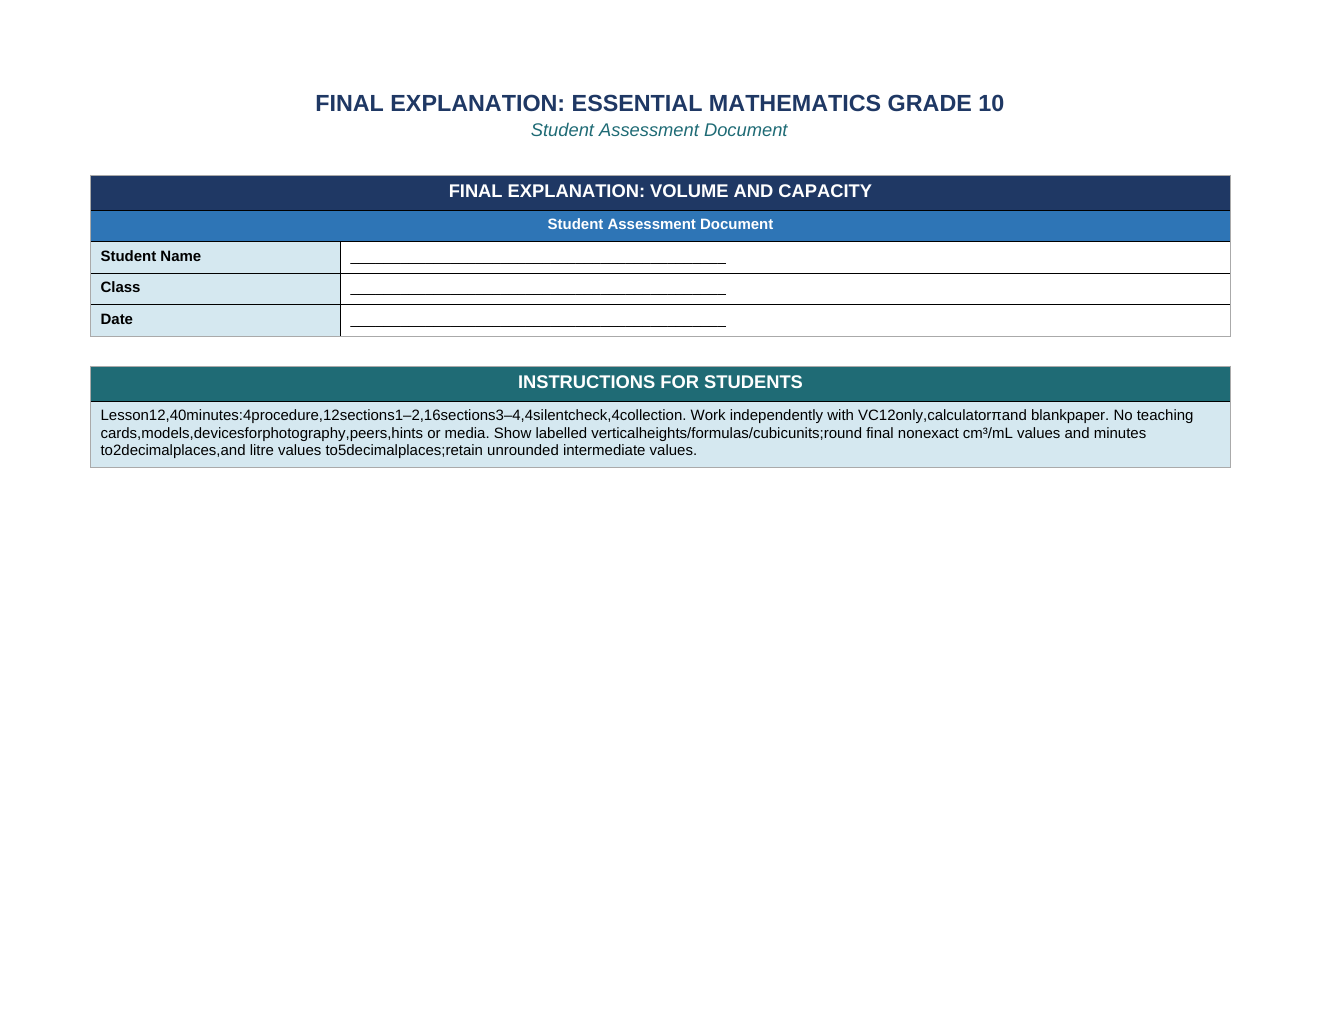 FINAL EXPLANATION: ESSENTIAL MATHEMATICS GRADE 10
Student Assessment Document
FINAL EXPLANATION: VOLUME AND CAPACITY
Student Assessment Document
Student Name
Class
Date
INSTRUCTIONS FOR STUDENTS
Lesson12,40minutes:4procedure,12sections1–2,16sections3–4,4silentcheck,4collection. Work independently with VC12only,calculatorπand blankpaper. No teaching
cards,models,devicesforphotography,peers,hints or media. Show labelled verticalheights/formulas/cubicunits;round final nonexact cm³/mL values and minutes
to2decimalplaces,and litre values to5decimalplaces;retain unrounded intermediate values.